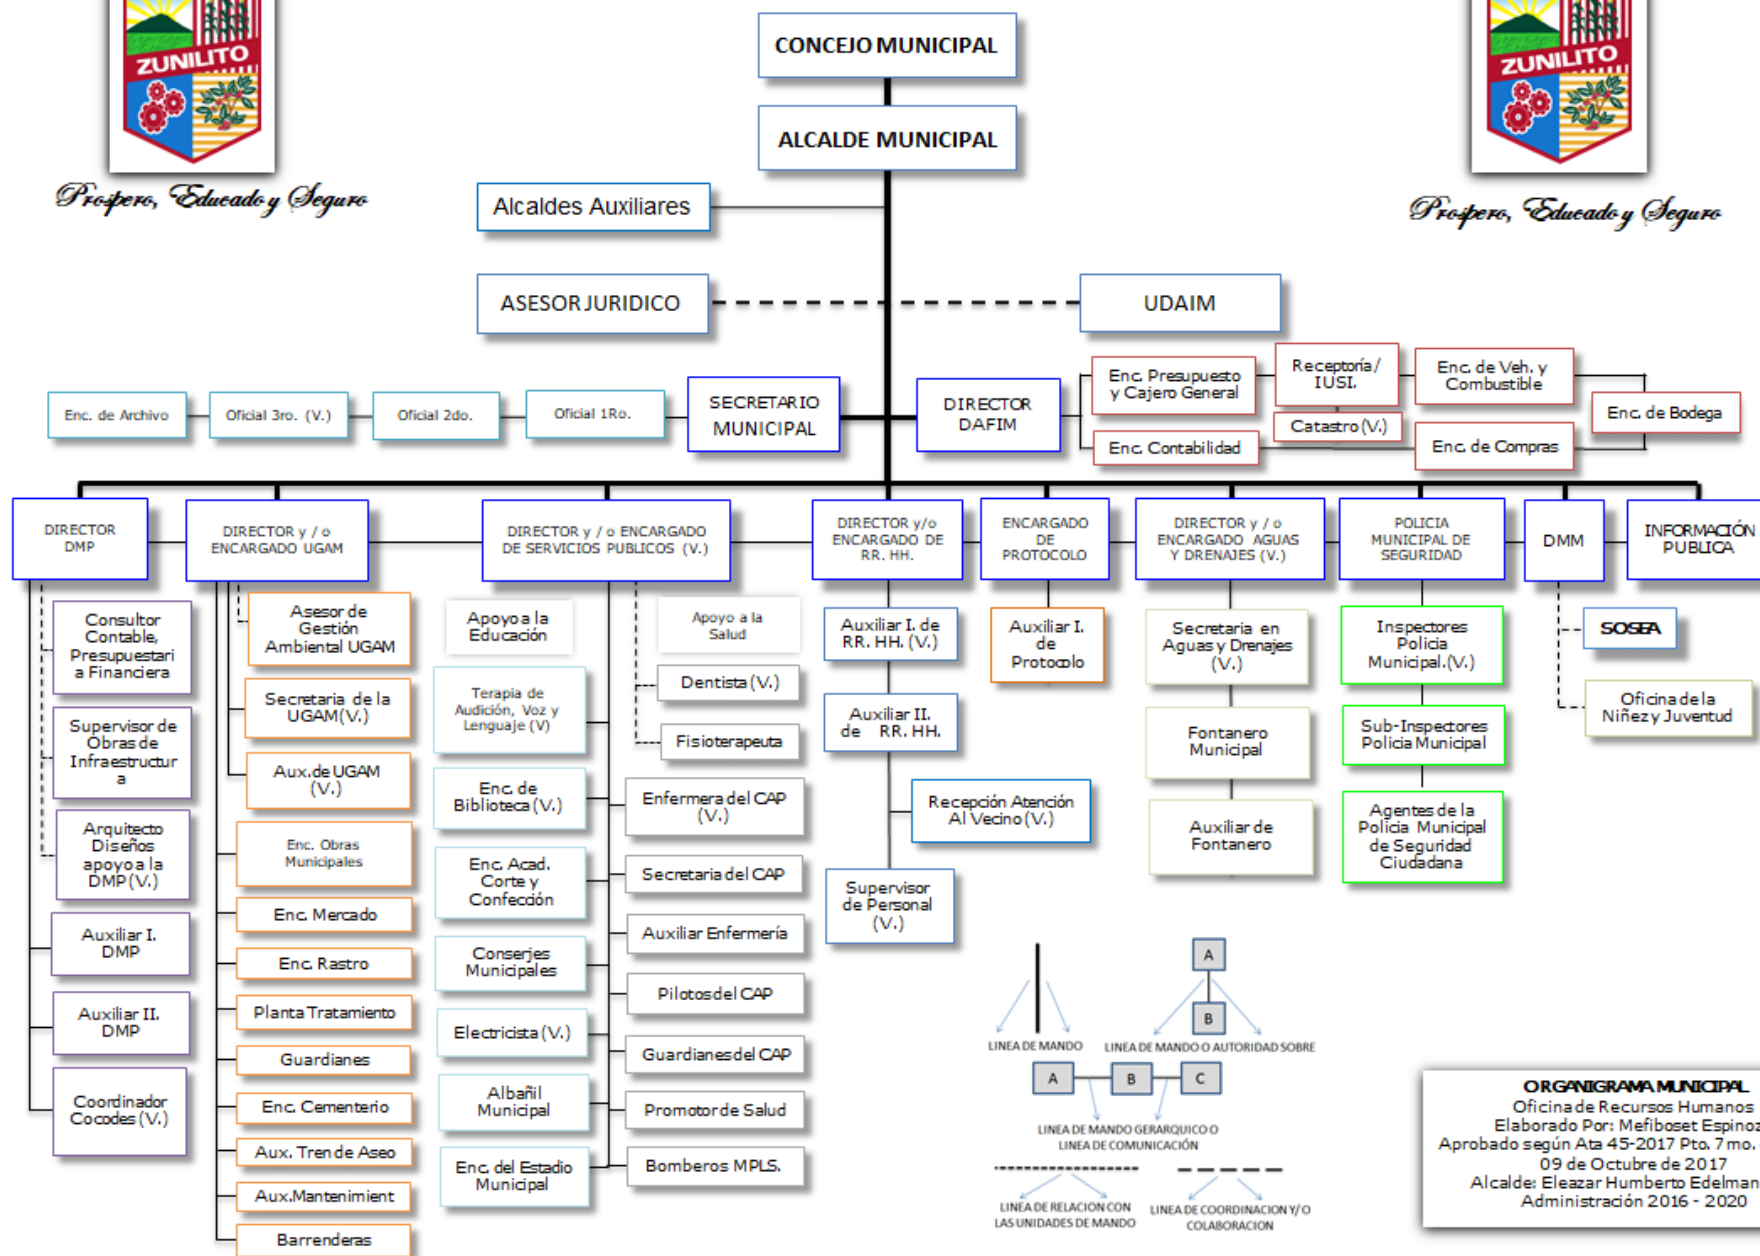 ZUNILITO
Prospero, Educado y Seguro
ZUNILITO
Prospero, Educado y Seguro
CONCEJO MUNICIPAL
ALCALDE MUNICIPAL
Alcaldes Auxiliares
ASESOR JURIDICO
UDAIM
Enc. de Archivo
Oficial 3ro. (V.)
Oficial 2do.
Oficial 1Ro.
SECRETARIO
MUNICIPAL
DIRECTOR
DAFIM
Enc. Presupuesto
y Cajero General
Receptoría/
IUSI.
Enc. de Veh. y
Combustible
Catastro(V.)
Enc. de Bodega
Enc. Contabilidad
Enc. de Compras
DIRECTOR
DMP
DIRECTOR y / o
ENCARGADO UGAM
DIRECTOR y / o ENCARGADO
DE SERVICIOS PUBLICOS (V.)
DIRECTOR y/o
ENCARGADO DE
RR. HH.
ENCARGADO
DE
PROTOCOLO
DIRECTOR y / o
ENCARGADO AGUAS
Y DRENAJES (V.)
POLICIA
MUNICIPAL DE
SEGURIDAD
DMM
INFORMACIÓN
PUBLICA
Consultor
Contable,
Presupuestari
a Financiera
Supervisor de
Obras de
Infraestructur
a
Arquitecto
Diseños
apoyo a la
DMP(V.)
Auxiliar I.
DMP
Auxiliar II.
DMP
Coordinador
Cocodes(V.)
Asesor de
Gestión
Ambiental UGAM
Secretaria de la
UGAM(V.)
Aux.de UGAM
(V.)
Enc. Obras
Municipales
Enc. Mercado
Enc. Rastro
Planta Tratamiento
Guardianes
Enc. Cementerio
Aux. Tren de Aseo
Aux.Mantenimient
Barrenderas
Apoyo a la
Educación
Terapia de
Audición, Voz y
Lenguaje (V)
Enc. de
Biblioteca(V.)
Enc. Acad.
Corte y
Confección
Conserjes
Municipales
Electricista(V.)
Albañil
Municipal
Enc. del Estadio
Municipal
Apoyo a la
Salud
Dentista(V.)
Fisioterapeuta
Enfermera del CAP
(V.)
Secretaria del CAP
Auxiliar Enfermería
Pilotos del CAP
Guardianes del CAP
Promotor de Salud
Bomberos MPLS.
Auxiliar I. de
RR. HH. (V.)
Auxiliar II.
de RR. HH.
Recepción Atención
Al Vecino(V.)
Supervisor
de Personal
(V.)
Auxiliar I.
de
Protocolo
Secretaria en
Aguas y Drenajes
(V.)
Fontanero
Municipal
Auxiliar de
Fontanero
Inspectores
Policia
Municipal.(V.)
Sub-Inspectores
Policia Municipal
Agentes de la
Policia Municipal
de Seguridad
Ciudadana
SOSEA
Oficina de la
Niñez y Juventud
A
B
LINEA DE MANDO
LINEA DE MANDO O AUTORIDAD SOBRE
A
B
C
LINEA DE MANDO GERARQUICO O
LINEA DE COMUNICACIÓN
LINEA DE RELACION CON
LAS UNIDADES DE MANDO
LINEA DE COORDINACION Y/O
COLABORACION
ORGANIGRAMA MUNICIPAL
Oficina de Recursos Humanos
Elaborado Por: Mefiboset Espinoz
Aprobado según Ata 45-2017 Pto. 7mo.
09 de Octubre de 2017
Alcalde: Eleazar Humberto Edelman
Administración 2016 - 2020